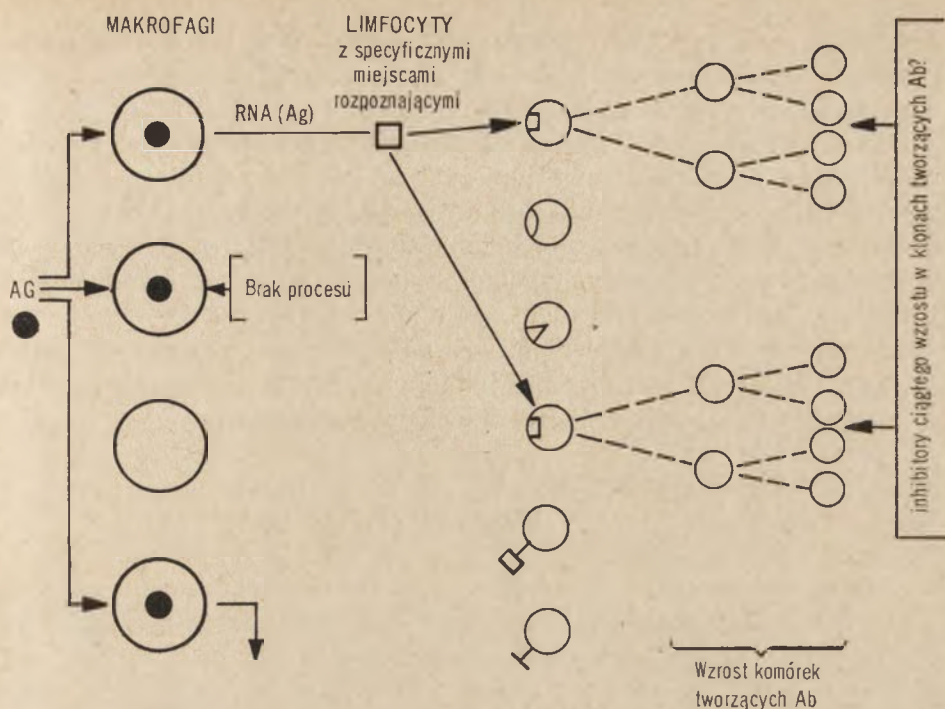 MAKROFAGI
LIMFOCYTY
z specyficznymi
miejscami
rozpoznającymi
RNA (Ag)
AG
Brak procesu
inhibitory ciągłego wzrostu w klonach tworzących Ab?
Wzrost komórek
tworzących Ab